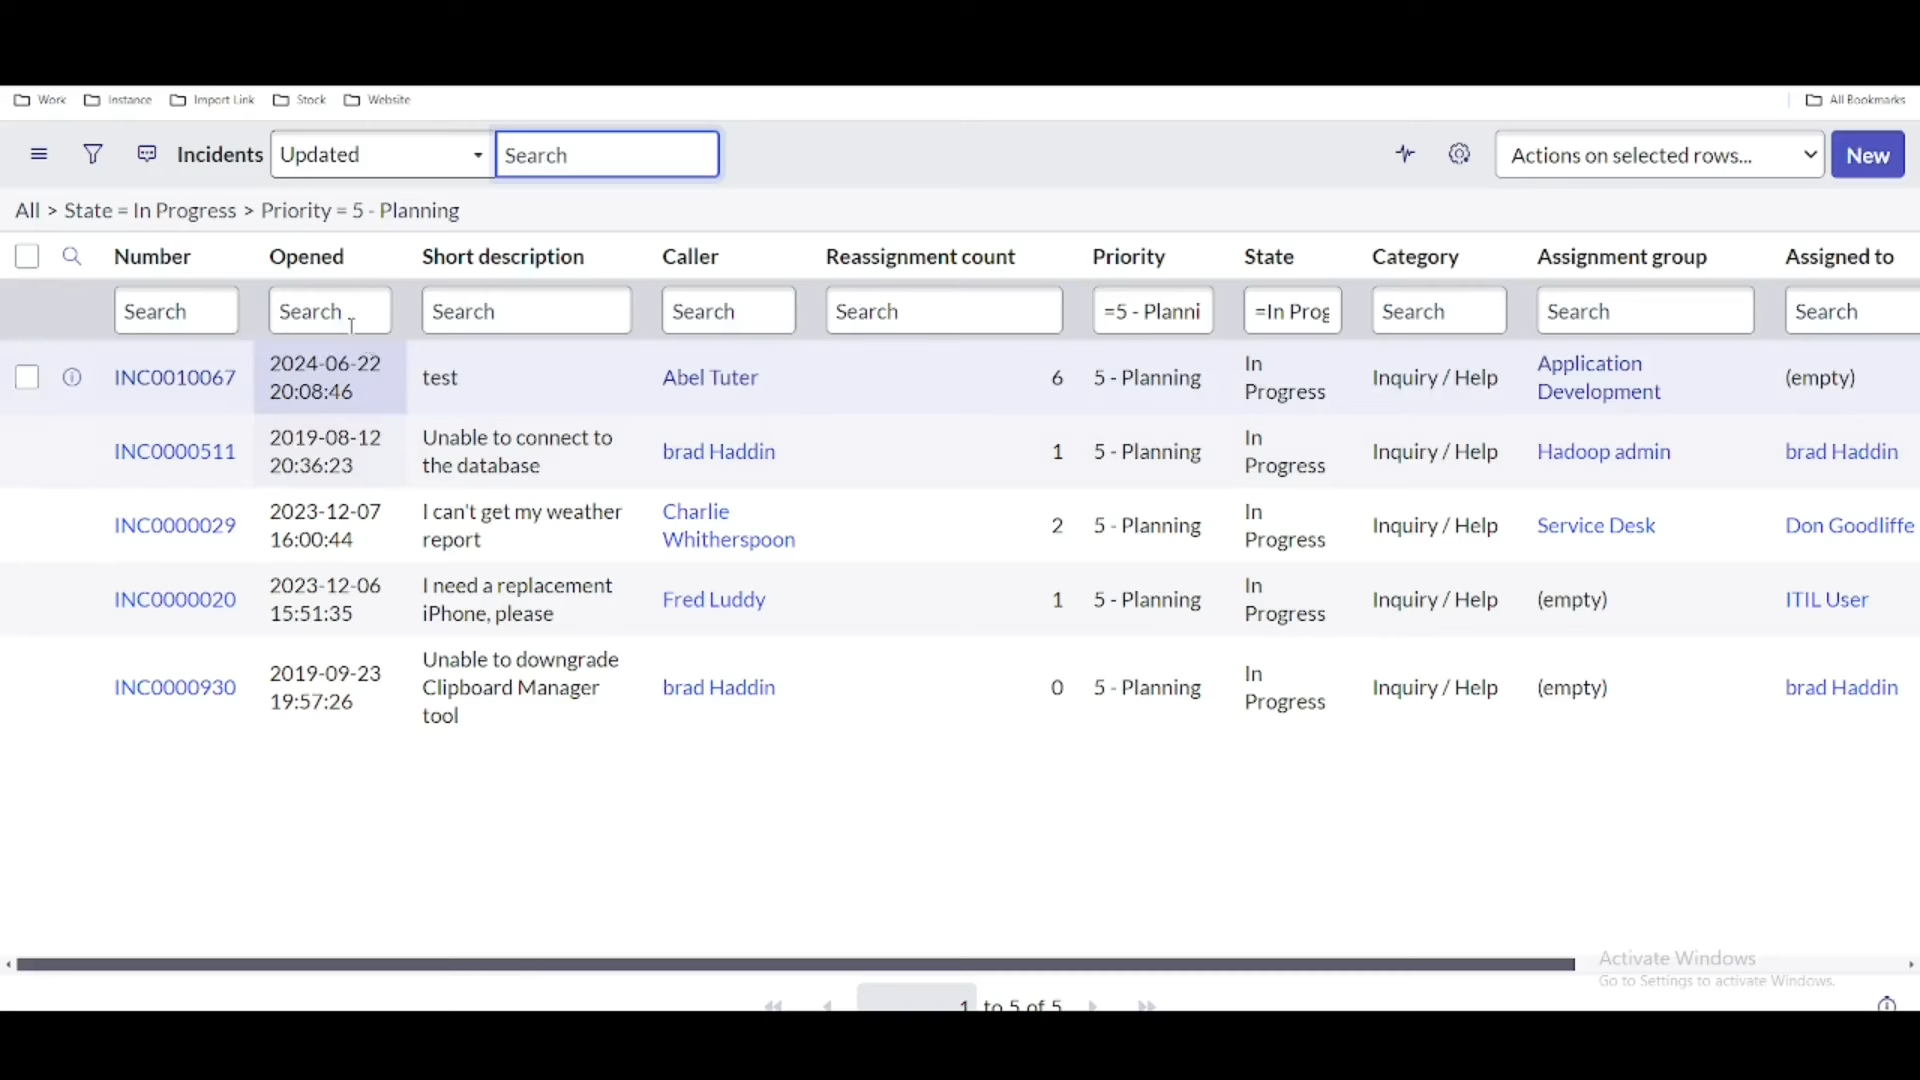 Work Instance Import Link Stock Website All Bookmarks
Incidents Updated Search Actions on selected rows... New
All > State = In Progress > Priority = 5 - Planning
Number Opened Short description Caller Reassignment count Priority State Category Assignment group Assigned to
Search Search Search Search Search =5 - Planni =In Prog Search Search Search
INC0010067 2024-06-22 20:08:46 test Abel Tuter 6 5 - Planning In Progress Inquiry / Help Application Development (empty)
INC0000511 2019-08-12 20:36:23 Unable to connect to the database brad Haddin 1 5 - Planning In Progress Inquiry / Help Hadoop admin brad Haddin
INC0000029 2023-12-07 16:00:44 I can't get my weather report Charlie Whitherspoon 2 5 - Planning In Progress Inquiry / Help Service Desk Don Goodliffe
INC0000020 2023-12-06 15:51:35 I need a replacement iPhone, please Fred Luddy 1 5 - Planning In Progress Inquiry / Help (empty) ITIL User
INC0000930 2019-09-23 19:57:26 Unable to downgrade Clipboard Manager tool brad Haddin 0 5 - Planning In Progress Inquiry / Help (empty) brad Haddin
Activate Windows
Go to Settings to activate Windows.
1 to 5 of 5